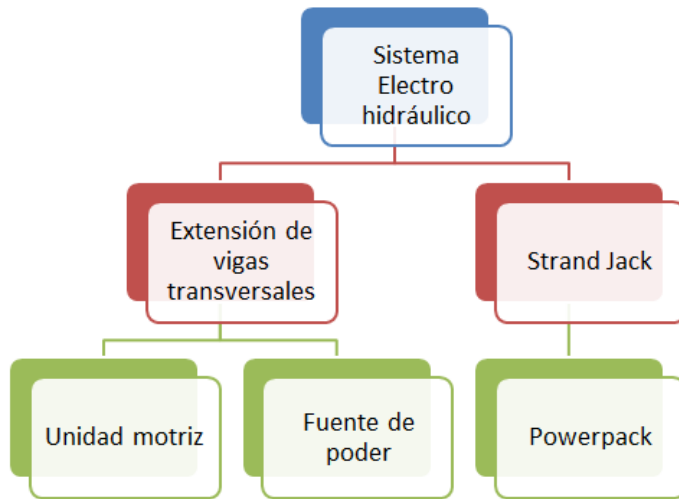 Sistema
Electro
hidráulico
Extensión de
vigas
transversales
Strand Jack
Unidad motriz
Fuente de
poder
Powerpack